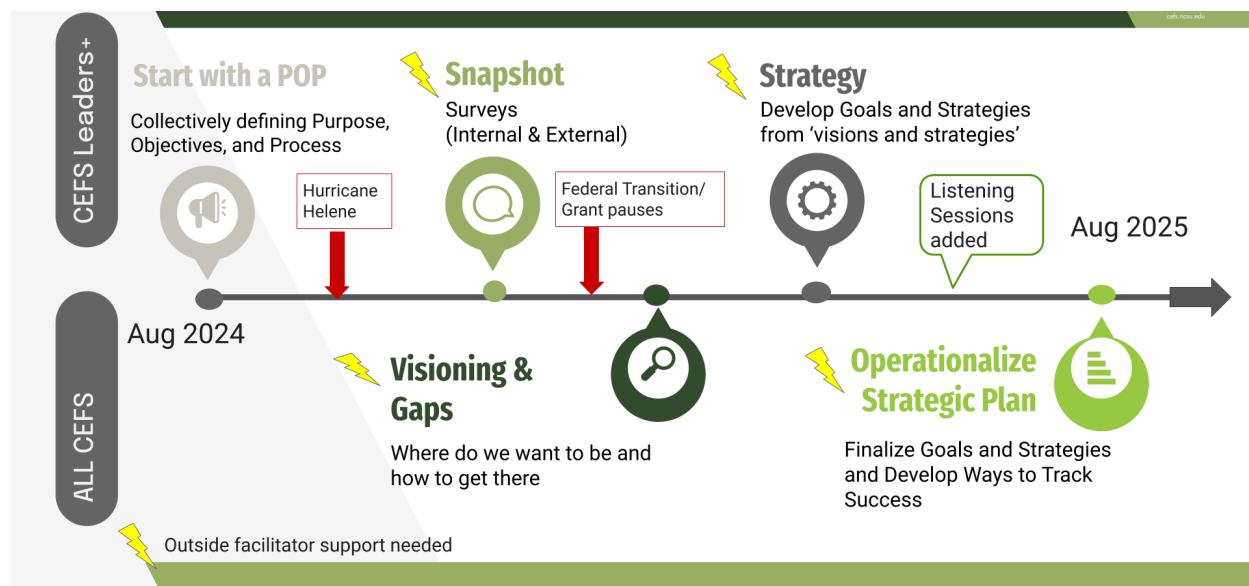 cefs.ncsu.edu
CEFS Leaders+
Start with a POP
Collectively defining Purpose,
Objectives, and Process
Snapshot
Surveys
(Internal & External)
Strategy
Develop Goals and Strategies
from ‘visions and strategies’
Hurricane
Helene
Federal Transition/
Grant pauses
Listening
Sessions
added
Aug 2025
Aug 2024
ALL CEFS
Visioning &
Gaps
Where do we want to be and
how to get there
Operationalize
Strategic Plan
Finalize Goals and Strategies
and Develop Ways to Track
Success
Outside facilitator support needed